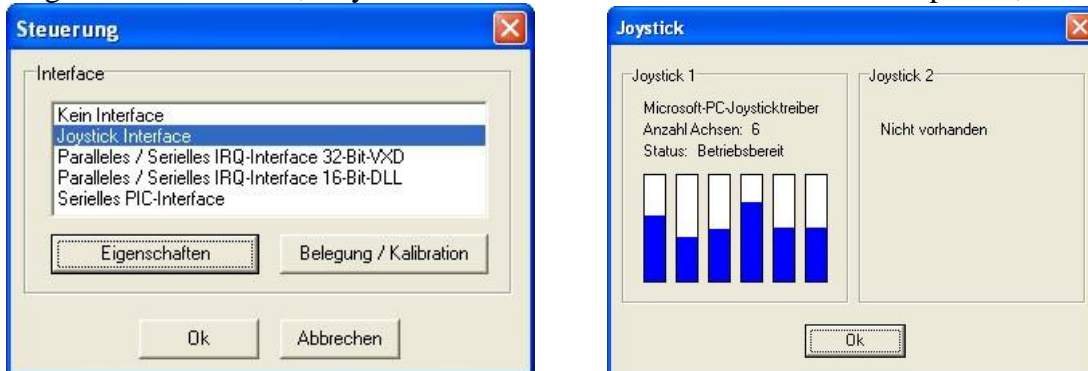 Steuerung
Interface
Kein Interface
Joystick Interface
Paralleles / Serielles IRQ-Interface 32-Bit-VXD
Paralleles / Serielles IRQ-Interface 16-Bit-DLL
Serielles PIC-Interface
Eigenschaften
Belegung / Kalibration
Ok
Abbrechen
Joystick
Joystick 1
Microsoft-PC-Joysticktreiber
Anzahl Achsen: 6
Status: Betriebsbereit
Joystick 2
Nicht vorhanden
Ok